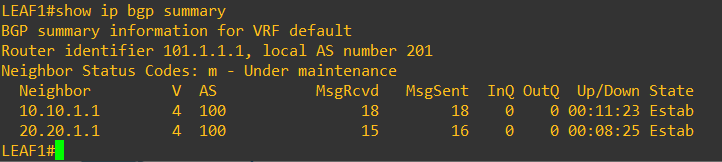 LEAF1#show ip bgp summary
BGP summary information for VRF default
Router identifier 101.1.1.1, local AS number 201
Neighbor Status Codes: m - Under maintenance
  Neighbor         V  AS           MsgRcvd   MsgSent  InQ OutQ  Up/Down State
  10.10.1.1        4  100               18        18    0    0 00:11:23 Estab
  20.20.1.1        4  100               15        16    0    0 00:08:25 Estab
LEAF1#